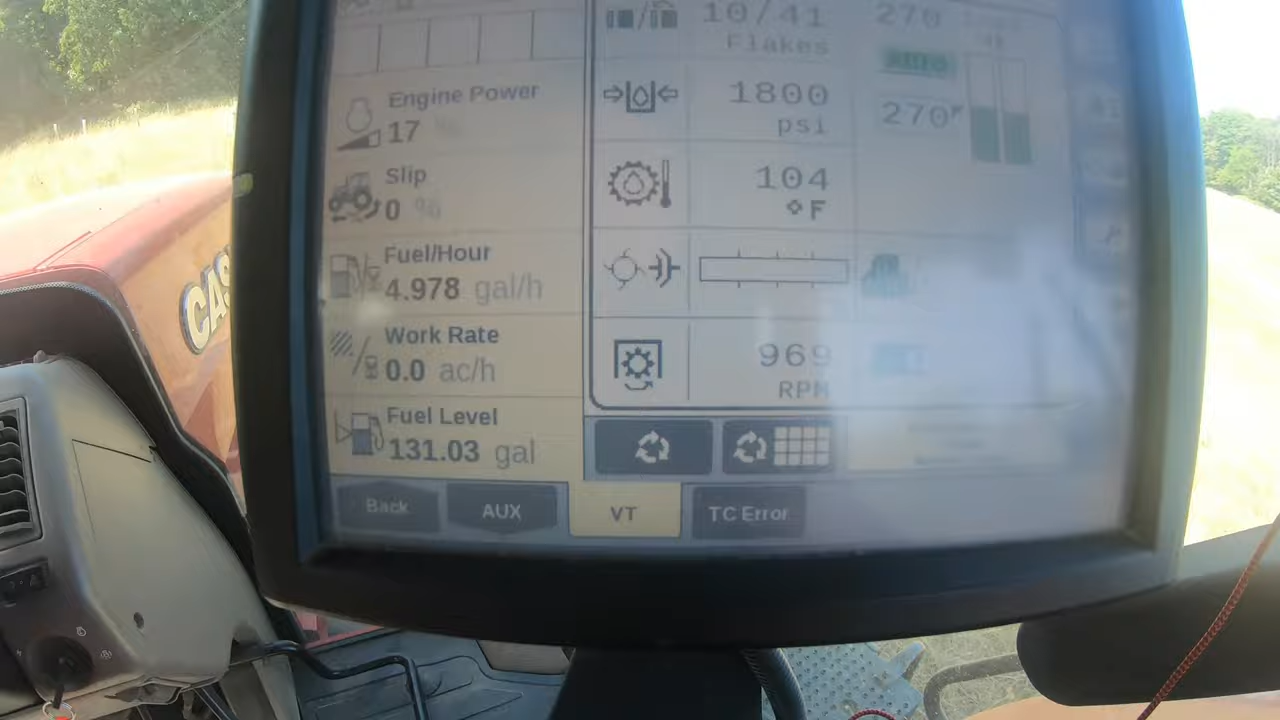 10/41
Flakes
270
AUTO
Engine Power
17 %
1800
psi
270°
Slip
0 %
104
°F
Fuel/Hour
4.978 gal/h
Work Rate
0.0 ac/h
969
RPM
Fuel Level
131.03 gal
Back
AUX
VT
TC Error
CAS